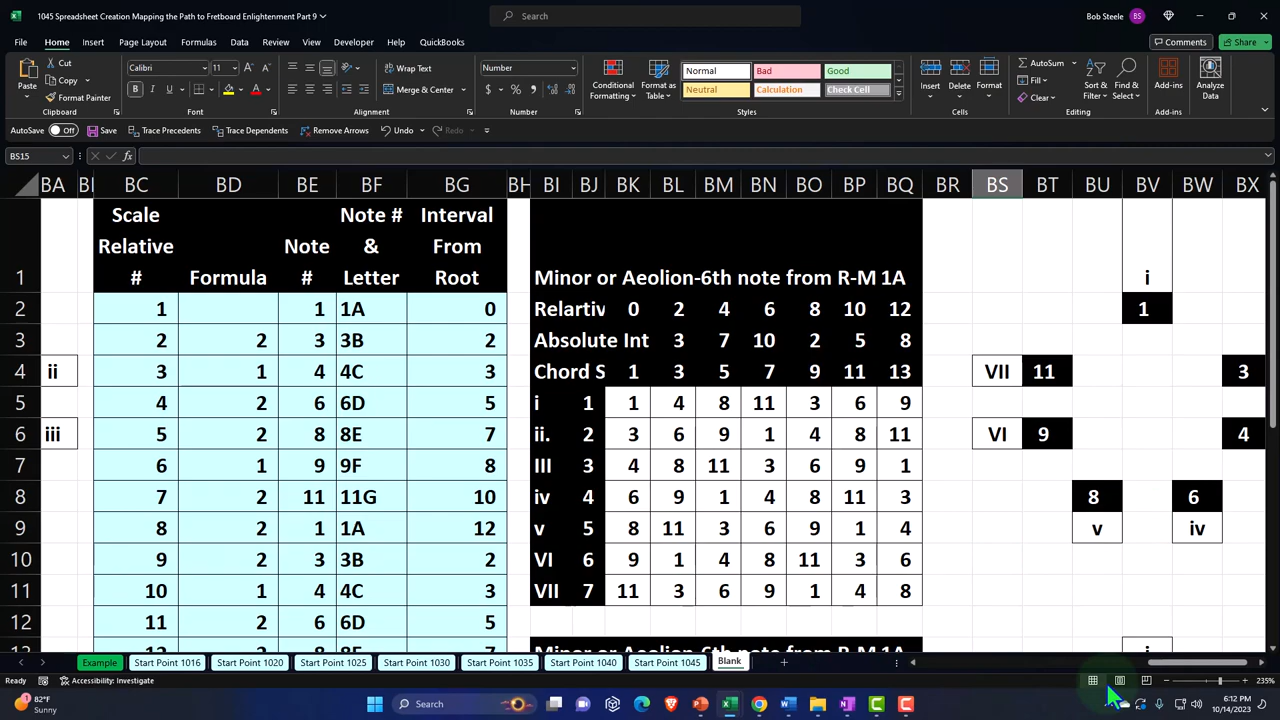 1045 Spreadsheet Creation Mapping the Path to Fretboard Enlightenment Part 9
Search
Bob Steele BS
File Home Insert Page Layout Formulas Data Review View Developer Help QuickBooks
Comments Share
Cut
Copy
Paste
Format Painter
Clipboard
Calibri 11
B I U
Font
Wrap Text
Merge & Center
Alignment
Number
$ % ,
Number
Conditional Formatting
Format as Table
Normal Bad Good
Neutral Calculation Check Cell
Styles
Insert Delete Format
Cells
AutoSum
Fill
Clear
Sort & Filter
Find & Select
Editing
Add-ins
Add-ins
Analyze Data
AutoSave Off Save Trace Precedents Trace Dependents Remove Arrows Undo Redo
BS15 fx
BA BC BD BE BF BG BH BI BJ BK BL BM BN BO BP BQ BR BS BT BU BV BW BX
1 Scale Relative # Formula Note # Note # & Letter Interval From Root Minor or Aeolion-6th note from R-M 1A i
2 1 1 1A 0 Relartiv 0 2 4 6 8 10 12 1
3 2 2 3 3B 2 Absolute Int 3 7 10 2 5 8
4 ii 3 1 4 4C 3 Chord S 1 3 5 7 9 11 13 VII 11 3
5 4 2 6 6D 5 i 1 1 4 8 11 3 6 9
6 iii 5 2 8 8E 7 ii. 2 3 6 9 1 4 8 11 VI 9 4
7 6 1 9 9F 8 III 3 4 8 11 3 6 9 1
8 7 2 11 11G 10 iv 4 6 9 1 4 8 11 3 8 6
9 8 2 1 1A 12 v 5 8 11 3 6 9 1 4 v iv
10 9 2 3 3B 2 VI 6 9 1 4 8 11 3 6
11 10 1 4 4C 3 VII 7 11 3 6 9 1 4 8
12 11 2 6 6D 5
Example Start Point 1016 Start Point 1020 Start Point 1025 Start Point 1030 Start Point 1035 Start Point 1040 Start Point 1045 Blank
Ready Accessibility: Investigate 235%
82°F
Sunny
Search
6:12 PM
10/14/2023